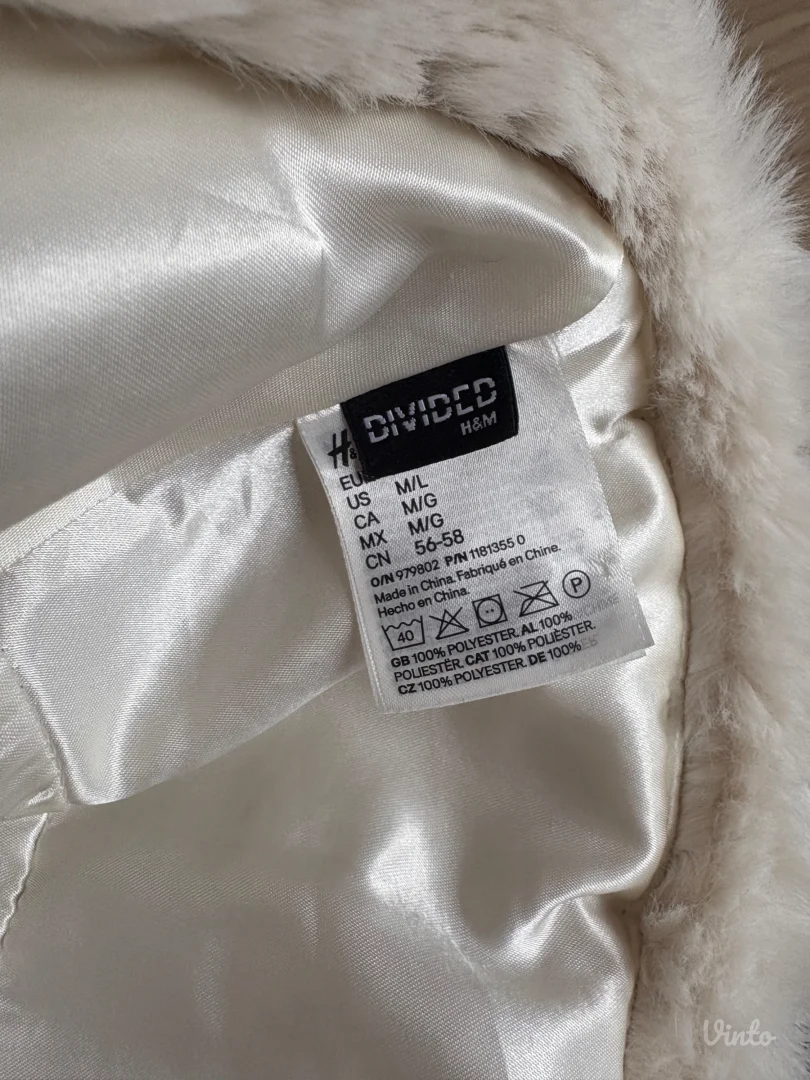 DIVIDED
H&M
H&
EU
US M/L
CA M/G
MX M/G
CN 56-58
O/N 979802 P/N 1181355 0
Made in China. Fabriqué en Chine.
Hecho en China.
40 P
GB 100% POLYESTER. AL 100%
POLIESTËR. CAT 100% POLIÈSTER.
CZ 100% POLYESTER. DE 100%
Vinto